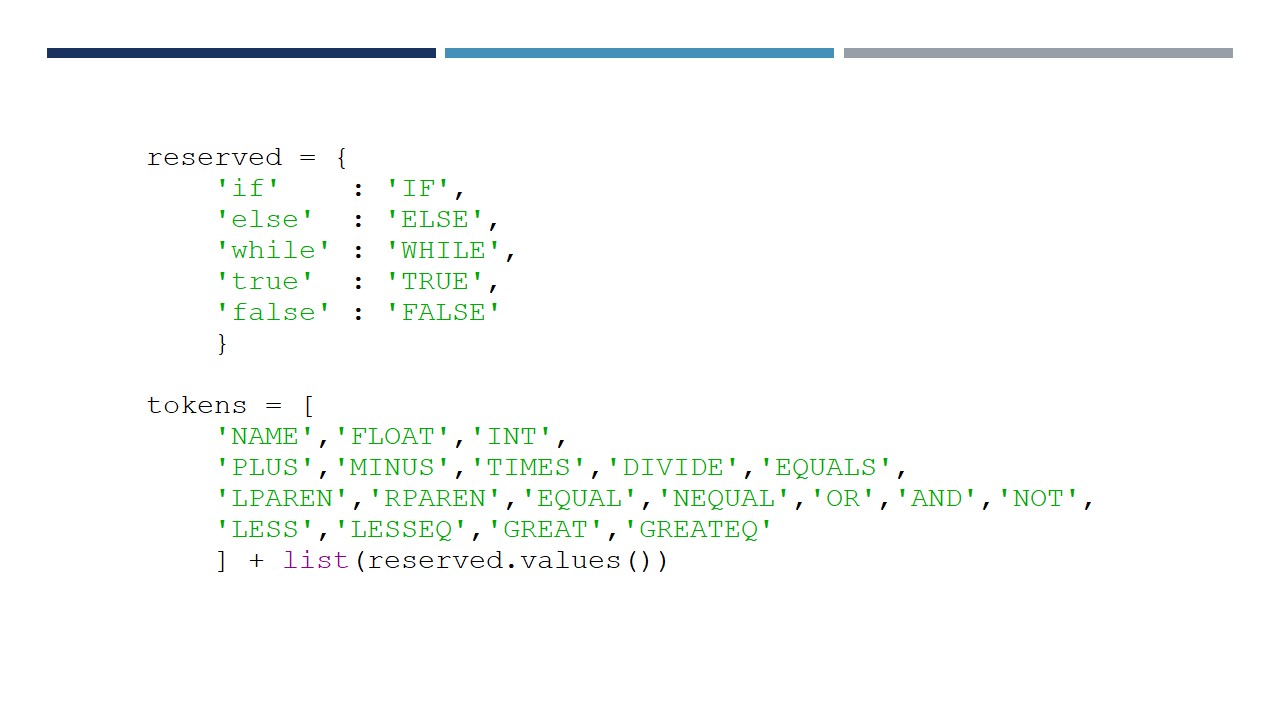 reserved = {
    'if'    : 'IF',
    'else'  : 'ELSE',
    'while' : 'WHILE',
    'true'  : 'TRUE',
    'false' : 'FALSE'
    }
tokens = [
    'NAME','FLOAT','INT',
    'PLUS','MINUS','TIMES','DIVIDE','EQUALS',
    'LPAREN','RPAREN','EQUAL','NEQUAL','OR','AND','NOT',
    'LESS','LESSEQ','GREAT','GREATEQ'
    ] + list(reserved.values())